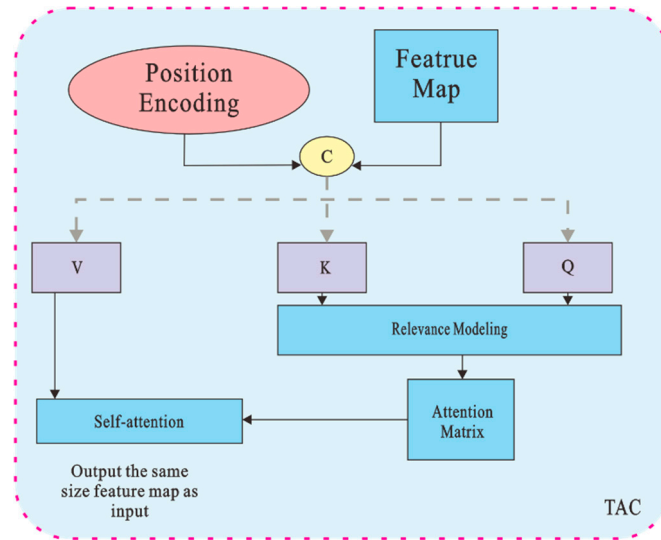 Position
Encoding
Featrue
Map
C
V
K
Q
Relevance Modeling
Self-attention
Attention
Matrix
Output the same
size feature map as
input
TAC